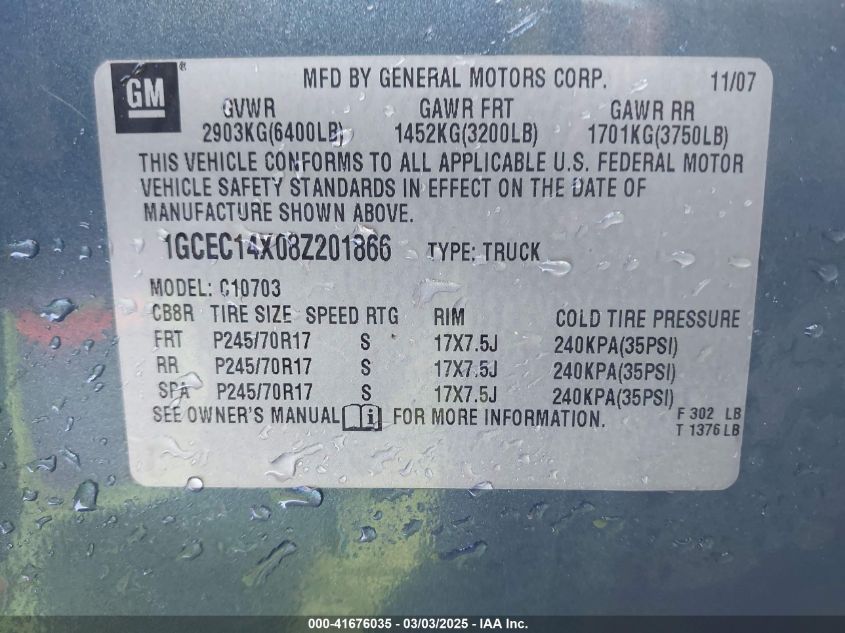 GM®
MFD BY GENERAL MOTORS CORP. 11/07
GVWR GAWR FRT GAWR RR
2903KG(6400LB) 1452KG(3200LB) 1701KG(3750LB)
THIS VEHICLE CONFORMS TO ALL APPLICABLE U.S. FEDERAL MOTOR
VEHICLE SAFETY STANDARDS IN EFFECT ON THE DATE OF
MANUFACTURE SHOWN ABOVE.
1GCEC14X08Z201866 TYPE: TRUCK
MODEL: C10703
CB8R TIRE SIZE SPEED RTG RIM COLD TIRE PRESSURE
FRT P245/70R17 S 17X7.5J 240KPA(35PSI)
RR P245/70R17 S 17X7.5J 240KPA(35PSI)
SPA P245/70R17 S 17X7.5J 240KPA(35PSI)
SEE OWNER'S MANUAL i FOR MORE INFORMATION.
F 302 LB
T 1376 LB
000-41676035 - 03/03/2025 - IAA Inc.